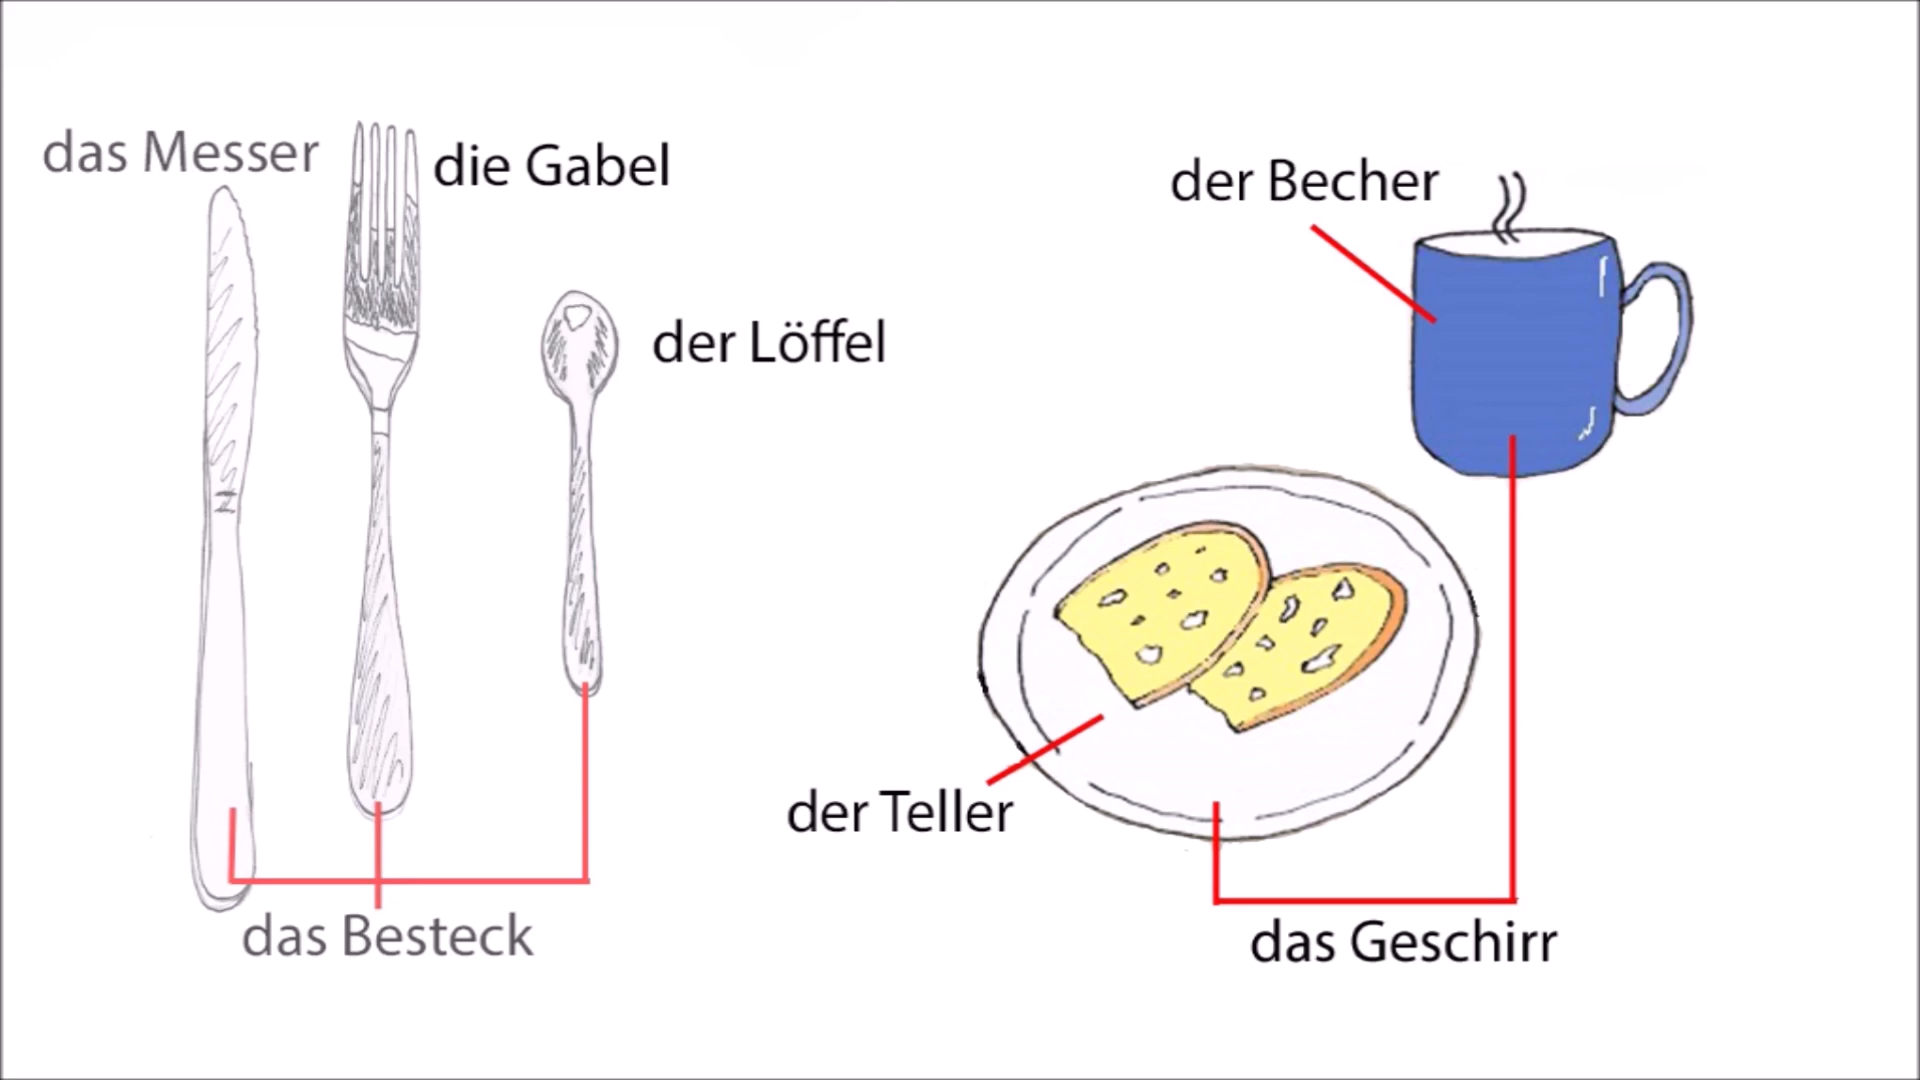 das Messer
die Gabel
der Löffel
das Besteck
der Becher
der Teller
das Geschirr